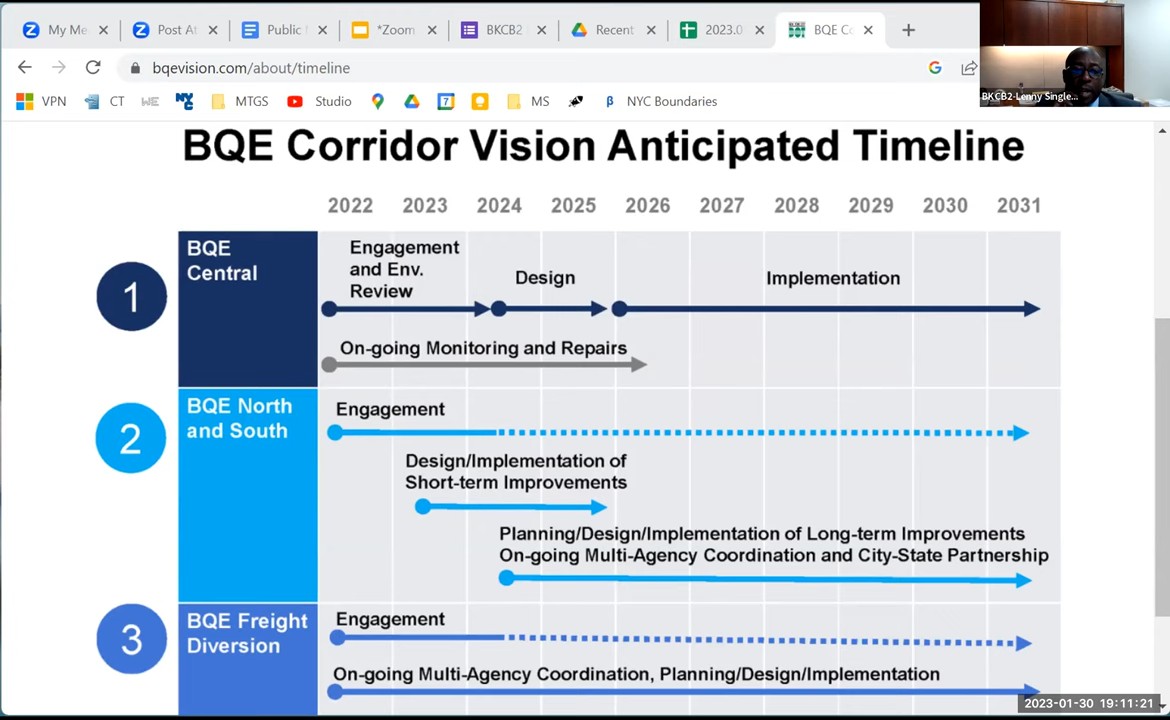 My Me
Post At
Public
*Zoom
BKCB2
Recent
2023.0
BQE Co
bqevision.com/about/timeline
VPN
CT
WE
NYC
MTGS
Studio
7
MS
β
NYC Boundaries
BKCB2-Lenny Single...
BQE Corridor Vision Anticipated Timeline
2022 2023 2024 2025 2026 2027 2028 2029 2030 2031
1
BQE
Central
Engagement
and Env.
Review
Design
Implementation
On-going Monitoring and Repairs
2
BQE North
and South
Engagement
Design/Implementation of
Short-term Improvements
Planning/Design/Implementation of Long-term Improvements
On-going Multi-Agency Coordination and City-State Partnership
3
BQE Freight
Diversion
Engagement
On-going Multi-Agency Coordination, Planning/Design/Implementation
2023-01-30 19:11:21